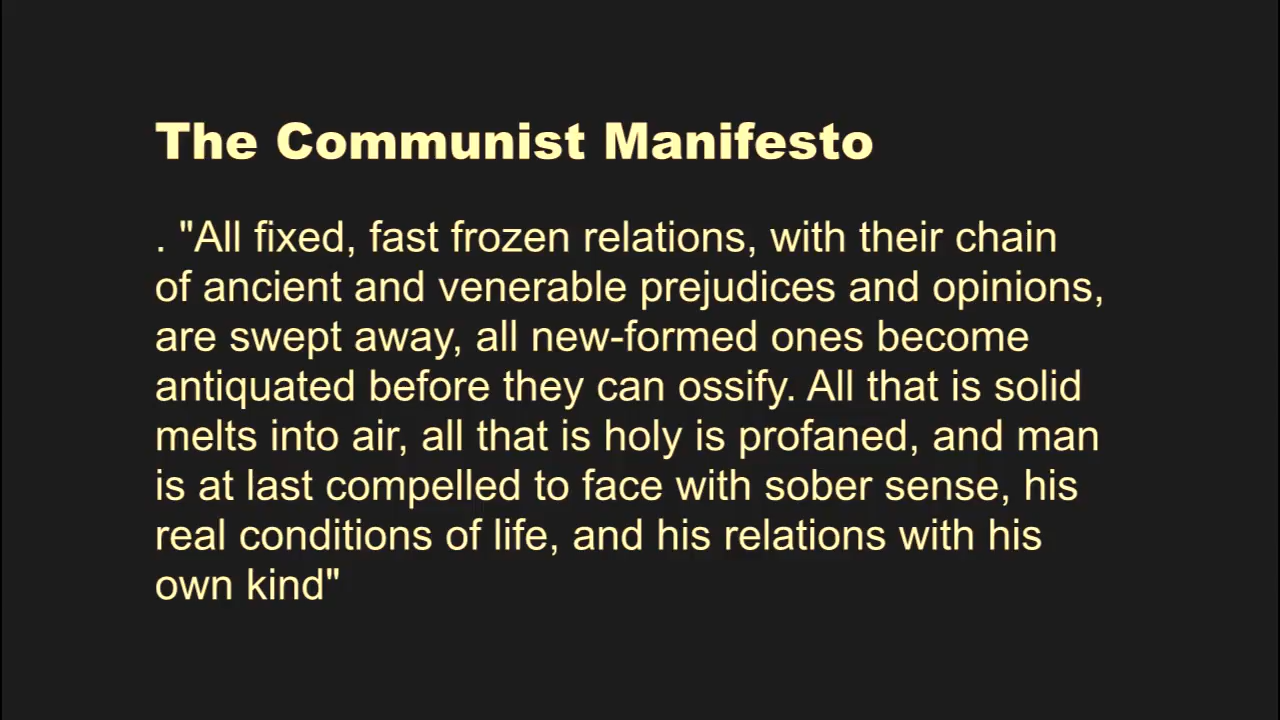 The Communist Manifesto
. "All fixed, fast frozen relations, with their chain
of ancient and venerable prejudices and opinions,
are swept away, all new-formed ones become
antiquated before they can ossify. All that is solid
melts into air, all that is holy is profaned, and man
is at last compelled to face with sober sense, his
real conditions of life, and his relations with his
own kind"